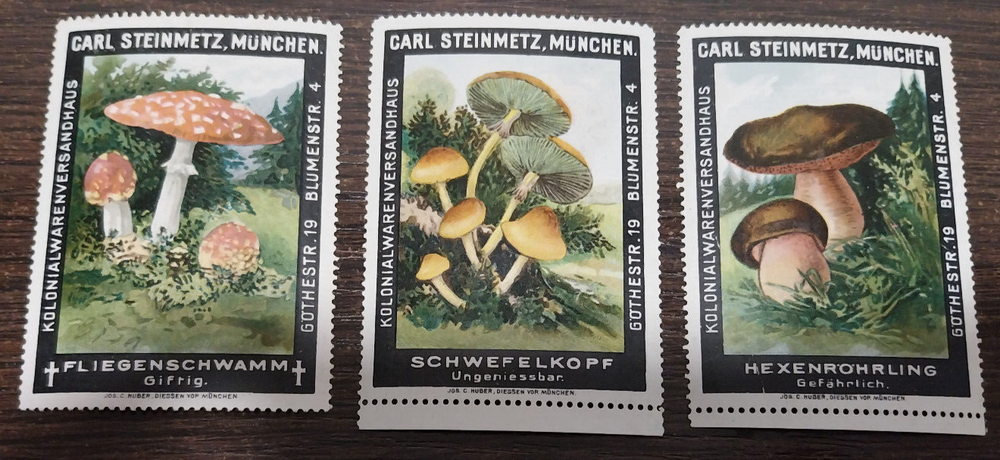 CARL STEINMETZ, MÜNCHEN.
KOLONIALWARENVERSANDHAUS
GÖTHESTR. 19 BLUMENSTR. 4
†FLIEGENSCHWAMM†
Giftig.
JOS. C. HUBER, DIESSEN VOR MÜNCHEN
CARL STEINMETZ, MÜNCHEN.
KOLONIALWARENVERSANDHAUS
GÖTHESTR. 19 BLUMENSTR. 4
SCHWEFELKOPF
Ungeniessbar.
JOS. C. HUBER, DIESSEN VOR MÜNCHEN.
CARL STEINMETZ, MÜNCHEN.
KOLONIALWARENVERSANDHAUS
GÖTHESTR. 19 BLUMENSTR. 4
HEXENRÖHRLING
Gefährlich.
JOS. C. HUBER, DIESSEN VOR MÜNCHEN.